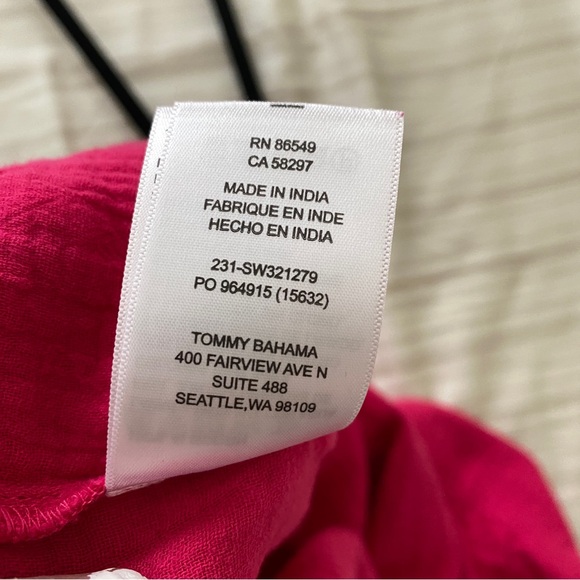 RN 86549
CA 58297
MADE IN INDIA
FABRIQUE EN INDE
HECHO EN INDIA
231-SW321279
PO 964915 (15632)
TOMMY BAHAMA
400 FAIRVIEW AVE N
SUITE 488
SEATTLE,WA 98109